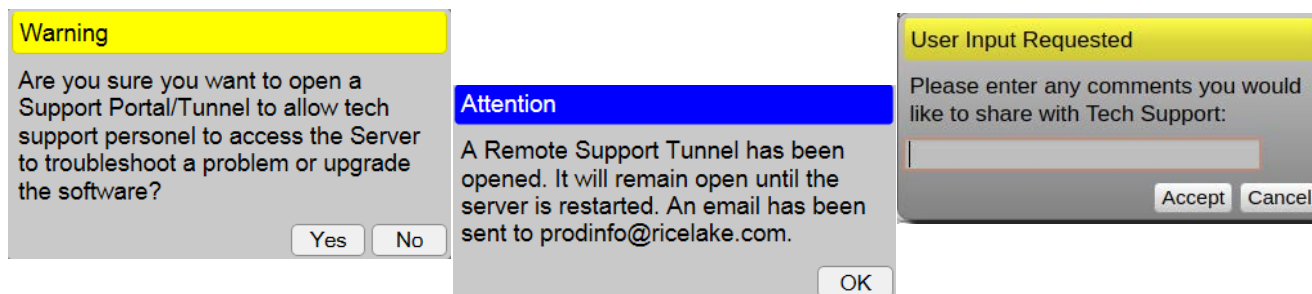 Warning
Are you sure you want to open a
Support Portal/Tunnel to allow tech
support personel to access the Server
to troubleshoot a problem or upgrade
the software?
Yes No
Attention
A Remote Support Tunnel has been
opened. It will remain open until the
server is restarted. An email has been
sent to prodinfo@ricelake.com.
OK
User Input Requested
Please enter any comments you would
like to share with Tech Support:
Accept Cancel